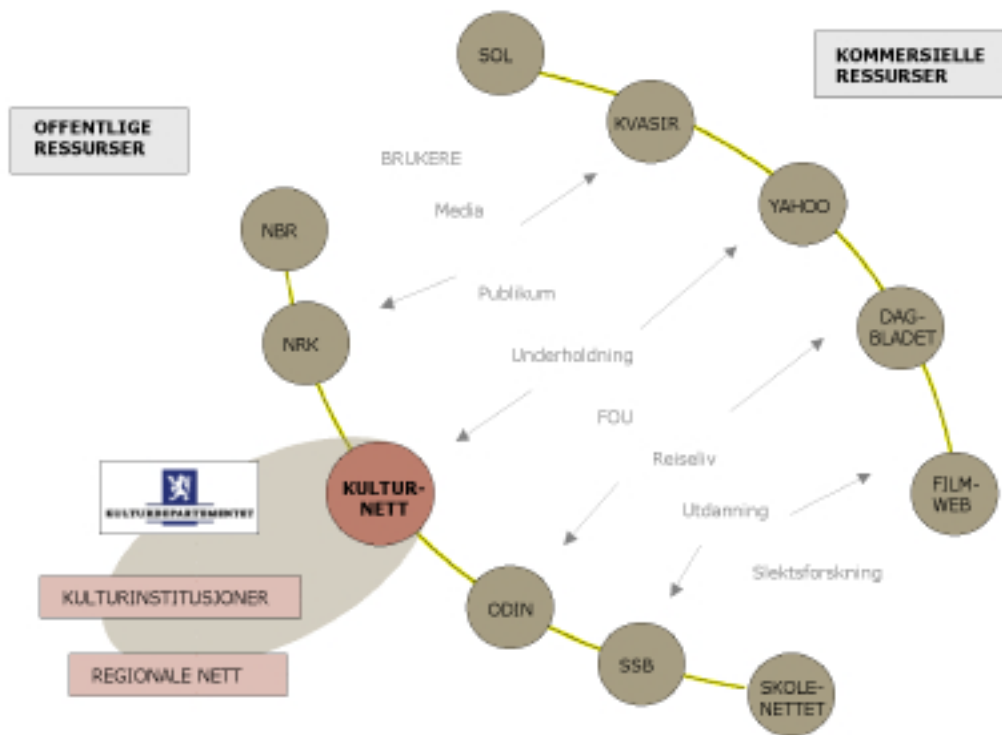 SOL
KOMMERSIELLE
RESSURSER
OFFENTLIGE
RESSURSER
KVASIR
BRUKERE
Media
YAHOO
NBR
Publikum
DAG-
BLADET
NRK
Underholdning
FOU
Reiseliv
KULTUR-
NETT
FILM-
WEB
KULTURDEPARTEMENTET
Utdanning
Slektsforskning
KULTURINSTITUSJONER
ODIN
SSB
REGIONALE NETT
SKOLE-
NETTET